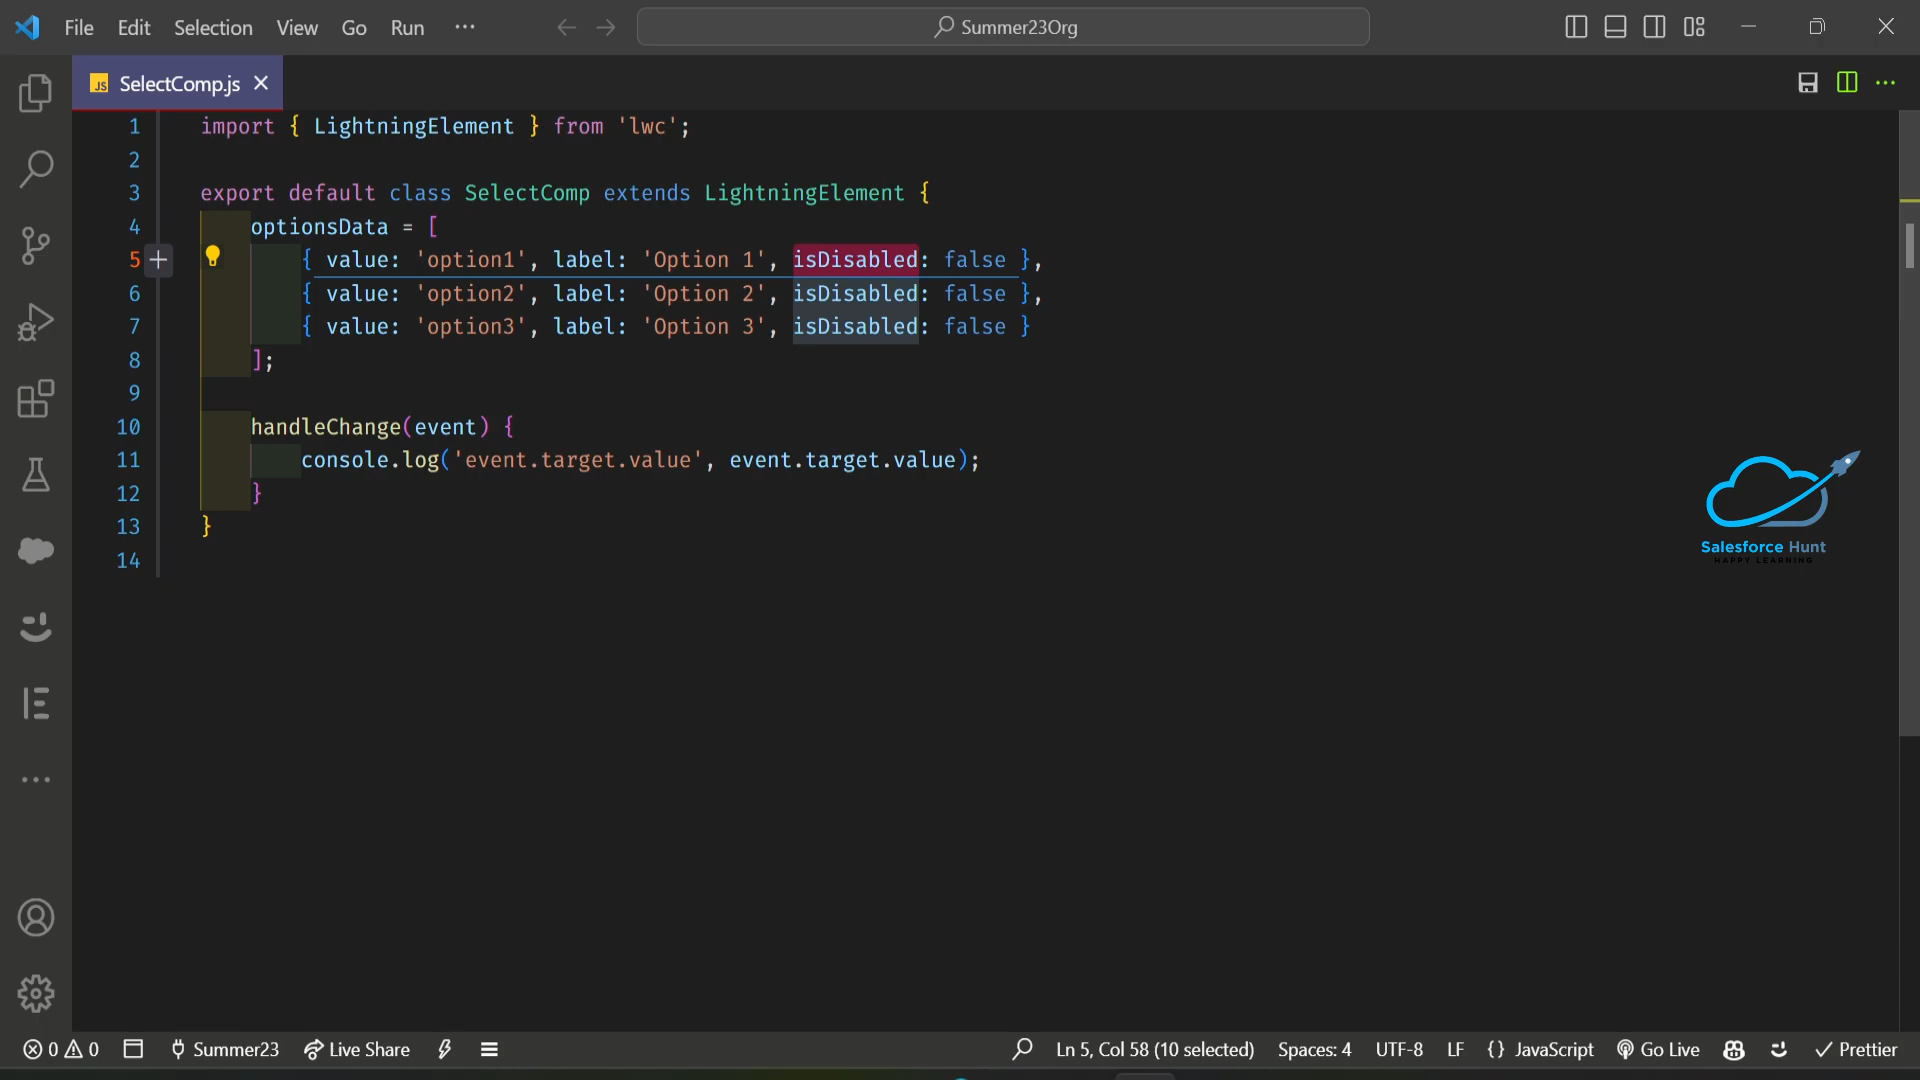 File Edit Selection View Go Run ···
Summer23Org
JS SelectComp.js
1 import { LightningElement } from 'lwc';
2
3 export default class SelectComp extends LightningElement {
4 optionsData = [
5 { value: 'option1', label: 'Option 1', isDisabled: false },
6 { value: 'option2', label: 'Option 2', isDisabled: false },
7 { value: 'option3', label: 'Option 3', isDisabled: false }
8 ];
9
10 handleChange(event) {
11 console.log('event.target.value', event.target.value);
12 }
13 }
14
Salesforce Hunt
HAPPY LEARNING
0 0 Summer23 Live Share Ln 5, Col 58 (10 selected) Spaces: 4 UTF-8 LF {} JavaScript Go Live Prettier